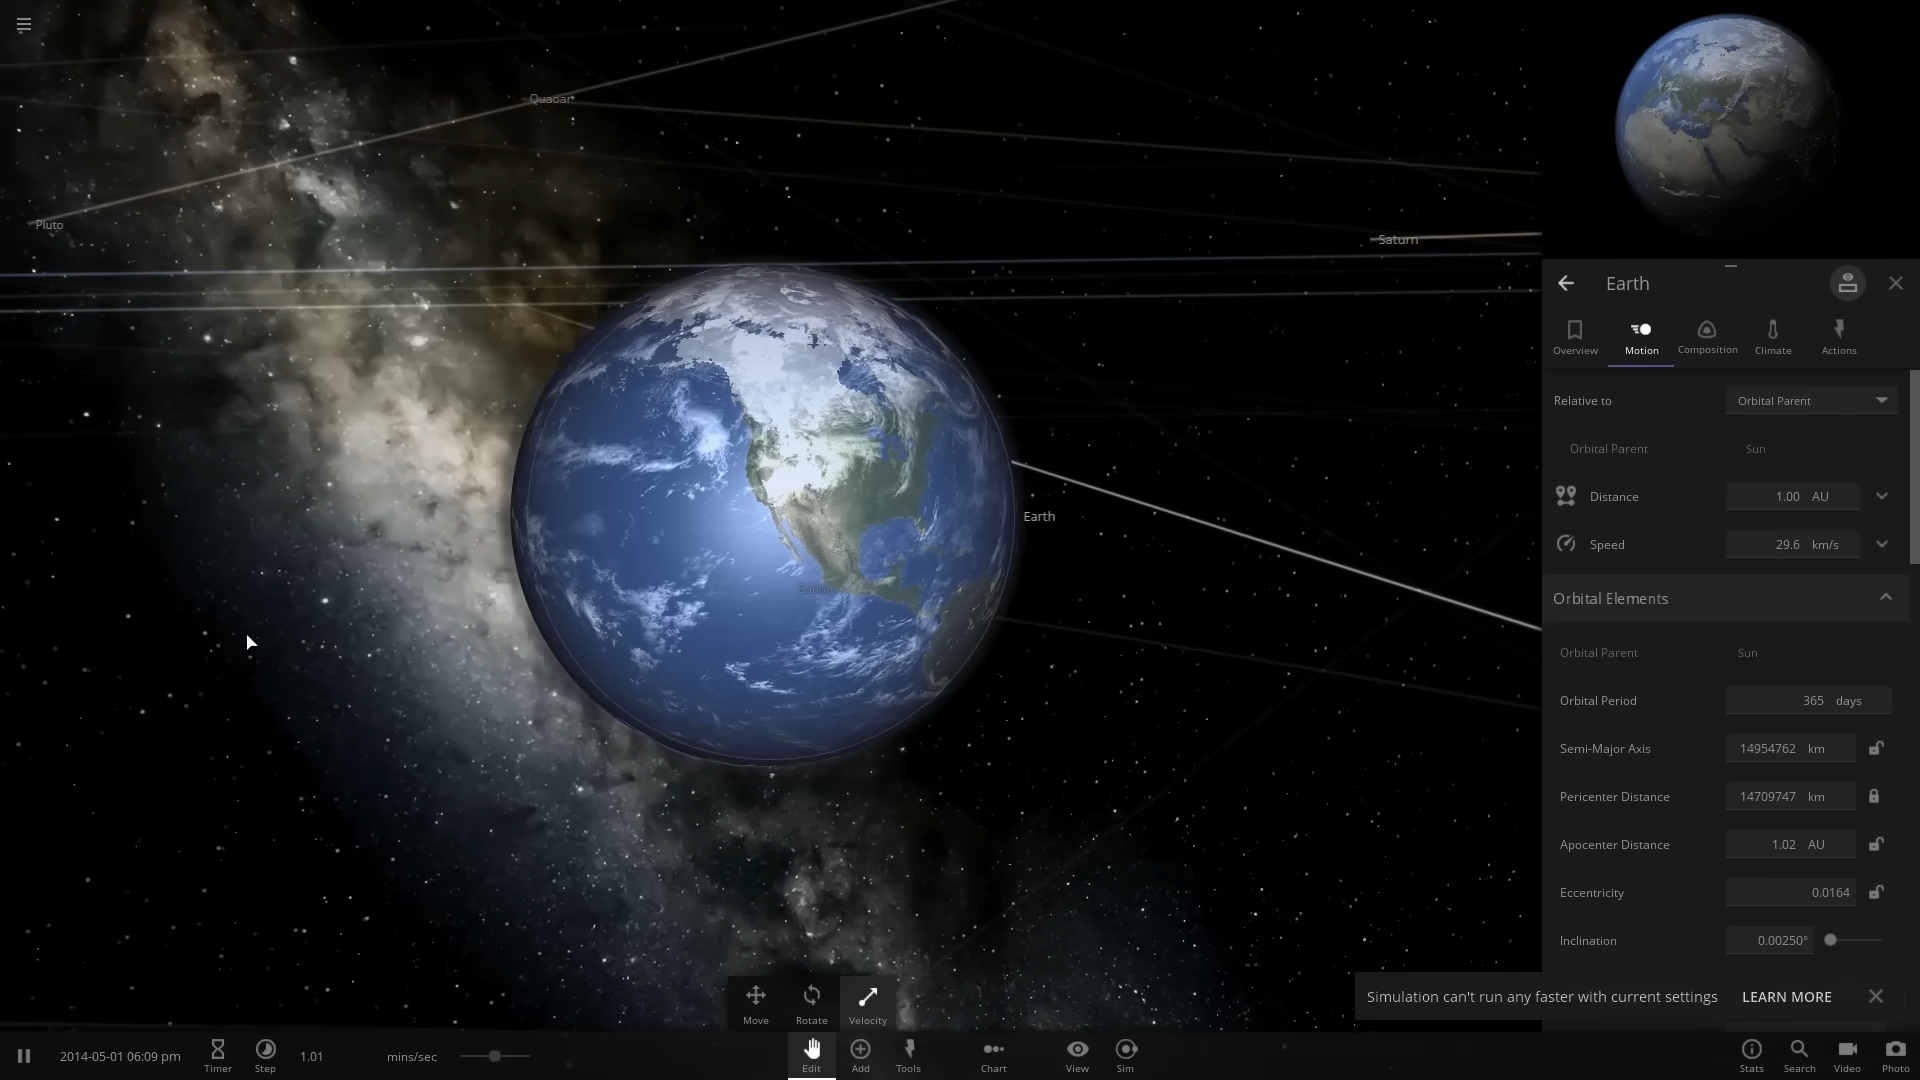 Quaoar
Pluto
Saturn
Earth
Earth
Overview
Motion
Composition
Climate
Actions
Relative to
Orbital Parent
Orbital Parent
Sun
Distance
1.00 AU
Speed
29.6 km/s
Orbital Elements
Orbital Parent
Sun
Orbital Period
365 days
Semi-Major Axis
14954762 km
Pericenter Distance
14709747 km
Apocenter Distance
1.02 AU
Eccentricity
0.0164
Inclination
0.00250°
Simulation can't run any faster with current settings
LEARN MORE
Move
Rotate
Velocity
2014-05-01 06:09 pm
Timer
Step
1.01
mins/sec
Edit
Add
Tools
Chart
View
Sim
Stats
Search
Video
Photo